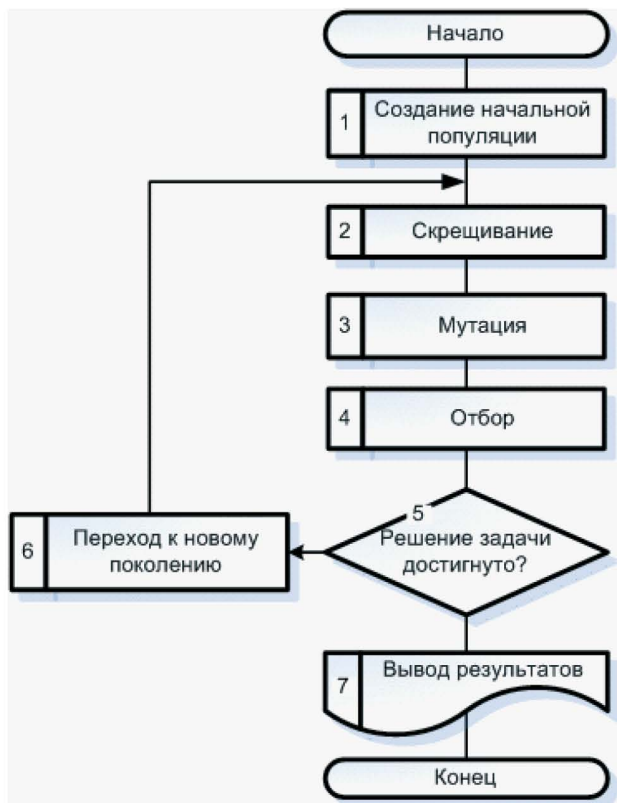 Начало
1
Создание начальной
популяции
2
Скрещивание
3
Мутация
4
Отбор
5
Решение задачи
достигнуто?
6
Переход к новому
поколению
7
Вывод результатов
Конец